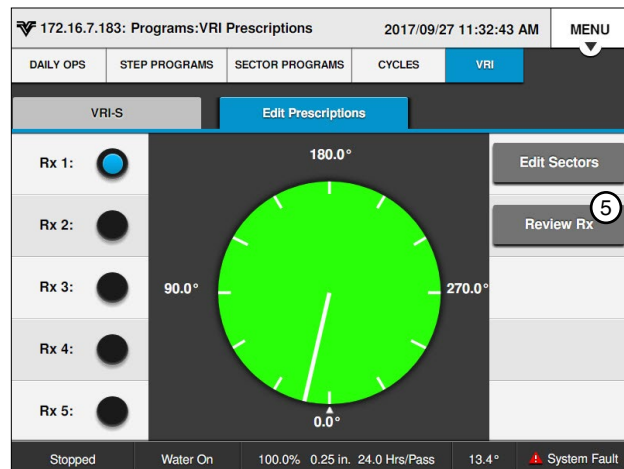 172.16.7.183: Programs:VRI Prescriptions 2017/09/27 11:32:43 AM MENU
DAILY OPS STEP PROGRAMS SECTOR PROGRAMS CYCLES VRI
VRI-S Edit Prescriptions
180.0°
Rx 1: Edit Sectors
5
Rx 2: Review Rx
Rx 3: 90.0° 270.0°
Rx 4:
Rx 5: 0.0°
Stopped Water On 100.0% 0.25 in. 24.0 Hrs/Pass 13.4° System Fault